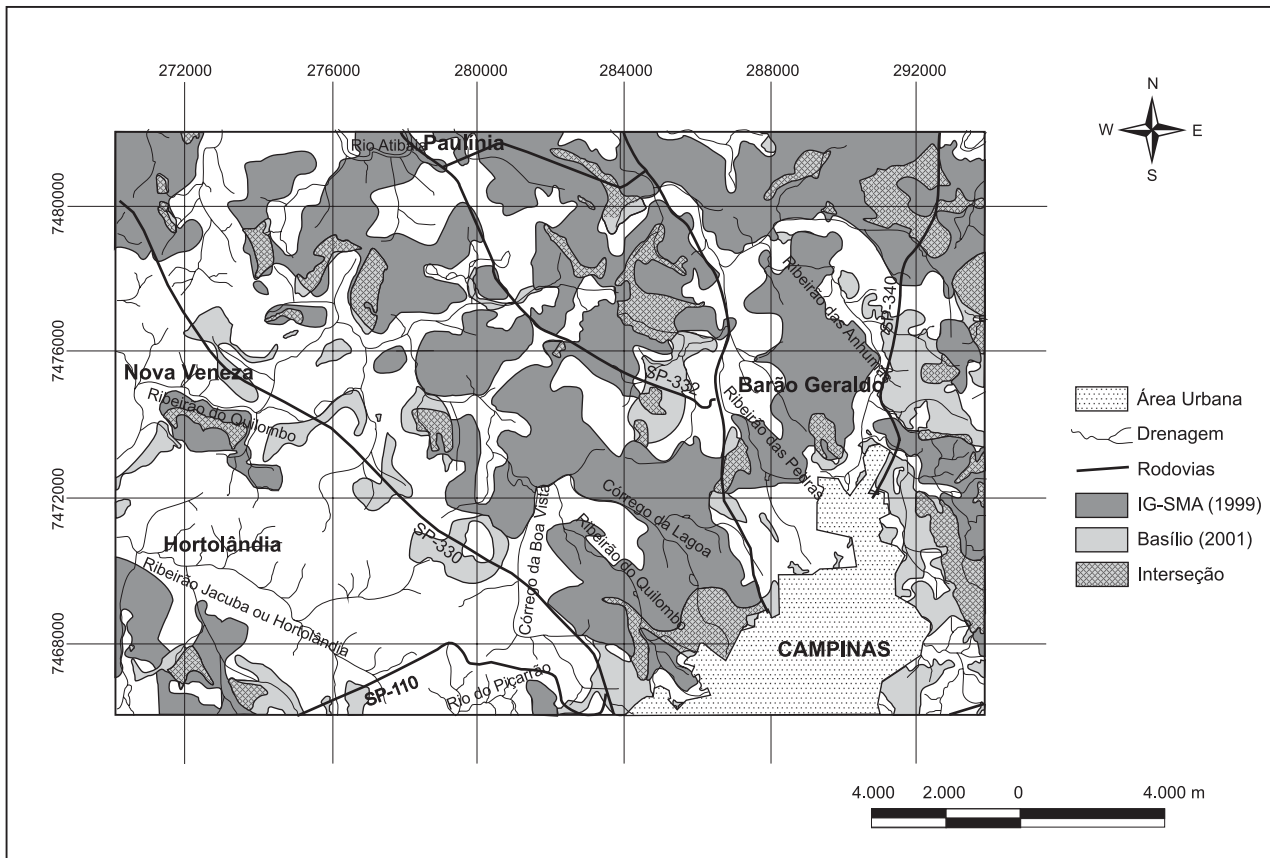 272000 276000 280000 284000 288000 292000
N
W E
S
Rio Atibaia Paulínia
7480000
Ribeirão das Anhumas
SP-340
7476000
Nova Veneza
SP-332
Barão Geraldo
Ribeirão do Quilombo
Ribeirão das Pedras
7472000
Córrego da Lagoa
Córrego da Boa Vista
Ribeirão do Quilombo
SP-330
Hortolândia
Ribeirão Jacuba ou Hortolândia
7468000
CAMPINAS
SP-110
Rio do Piçarrão
Área Urbana
Drenagem
Rodovias
IG-SMA (1999)
Basílio (2001)
Interseção
4.000 2.000 0 4.000 m